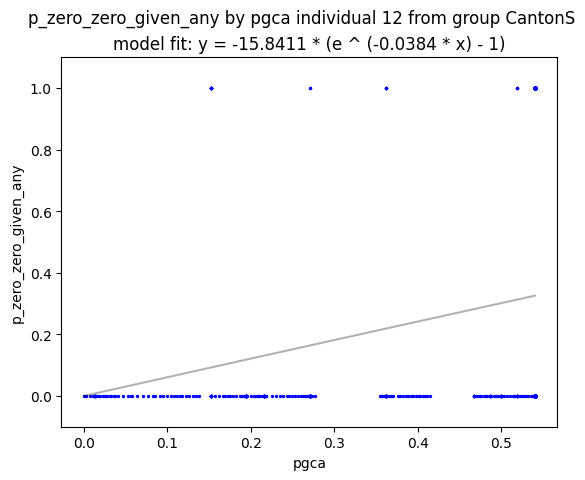 p_zero_zero_given_any by pgca individual 12 from group CantonS
model fit: y = -15.8411 * (e ^ (-0.0384 * x) - 1)
1.0
0.8
0.6
0.4
0.2
0.0
p_zero_zero_given_any
0.0 0.1 0.2 0.3 0.4 0.5
pgca